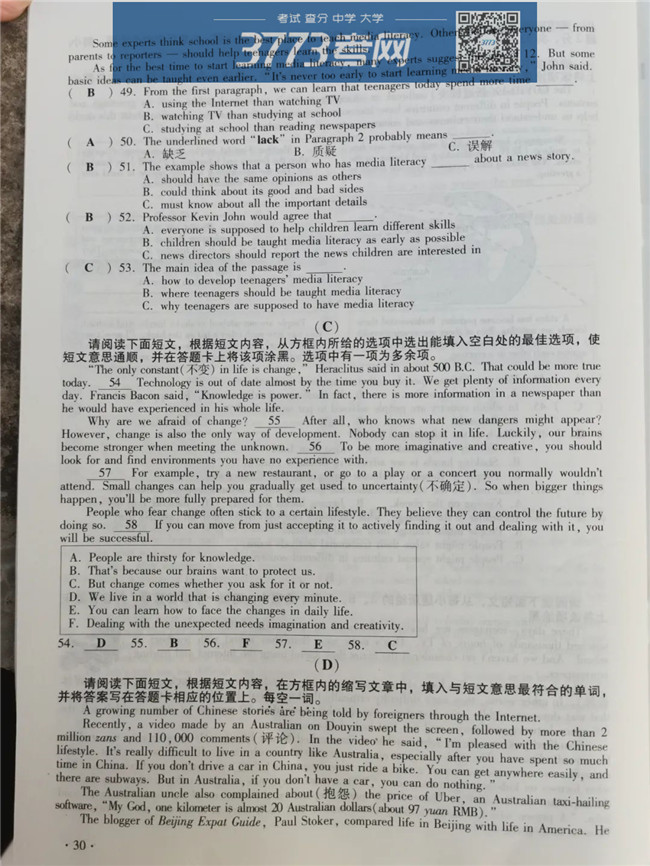 考试 查分 中学 大学
3773考网
Some experts think school is the best place to teach media literacy. Other everyone — from
parents to reporters — should help teenagers learn the skills.
As for the best time to start learning media literacy, many experts sugges 12. But some
basic ideas can be taught even earlier. "It's never too early to start learning me ," John said.
( B ) 49. From the first paragraph, we can learn that teenagers today spend more time ______.
A. using the Internet than watching TV
B. watching TV than studying at school
C. studying at school than reading newspapers
( A ) 50. The underlined word "lack" in Paragraph 2 probably means ______.
A. 缺乏 B. 质疑 C. 误解
( B ) 51. The example shows that a person who has media literacy ______ about a news story.
A. should have the same opinions as others
B. could think about its good and bad sides
C. must know about all the important details
( B ) 52. Professor Kevin John would agree that ______.
A. everyone is supposed to help children learn different skills
B. children should be taught media literacy as early as possible
C. news directors should report the news children are interested in
( C ) 53. The main idea of the passage is ______.
A. how to develop teenagers' media literacy
B. where teenagers should be taught media literacy
C. why teenagers are supposed to have media literacy
(C)
请阅读下面短文，根据短文内容，从方框内所给的选项中选出能填入空白处的最佳选项，使
短文意思通顺，并在答题卡上将该项涂黑。选项中有一项为多余项。
"The only constant(不变) in life is change," Heraclitus said in about 500 B.C. That could be more true
today. 54 Technology is out of date almost by the time you buy it. We get plenty of information every
day. Francis Bacon said, "Knowledge is power." In fact, there is more information in a newspaper than
he would have experienced in his whole life.
Why are we afraid of change? 55 After all, who knows what new dangers might appear?
However, change is also the only way of development. Nobody can stop it in life. Luckily, our brains
become stronger when meeting the unknown. 56 To be more imaginative and creative, you should
look for and find environments you have no experience with.
57 For example, try a new restaurant, or go to a play or a concert you normally wouldn't
attend. Small changes can help you gradually get used to uncertainty(不确定). So when bigger things
happen, you'll be more fully prepared for them.
People who fear change often stick to a certain lifestyle. They believe they can control the future by
doing so. 58 If you can move from just accepting it to actively finding it out and dealing with it, you
will be successful.
A. People are thirsty for knowledge.
B. That's because our brains want to protect us.
C. But change comes whether you ask for it or not.
D. We live in a world that is changing every minute.
E. You can learn how to face the changes in daily life.
F. Dealing with the unexpected needs imagination and creativity.
54. D 55. B 56. F 57. E 58. C
(D)
请阅读下面短文，根据短文内容，在方框内的缩写文章中，填入与短文意思最符合的单词，
并将答案写在答题卡相应的位置上。每空一词。
A growing number of Chinese stories are being told by foreigners through the Internet.
Recently, a video made by an Australian on Douyin swept the screen, followed by more than 2
million zans and 110,000 comments (评论). In the video he said, "I'm pleased with the Chinese
lifestyle. It's really difficult to live in a country like Australia, especially after you have spent so much
time in China. If you don't drive a car in China, you just ride a bike. You can get anywhere easily, and
there are subways. But in Australia, if you don't have a car, you can do nothing."
The Australian uncle also complained about (抱怨) the price of Uber, an Australian taxi-hailing
software, "My God, one kilometer is almost 20 Australian dollars(about 97 yuan RMB)."
The blogger of Beijing Expat Guide, Paul Stoker, compared life in Beijing with life in America. He
· 30 ·